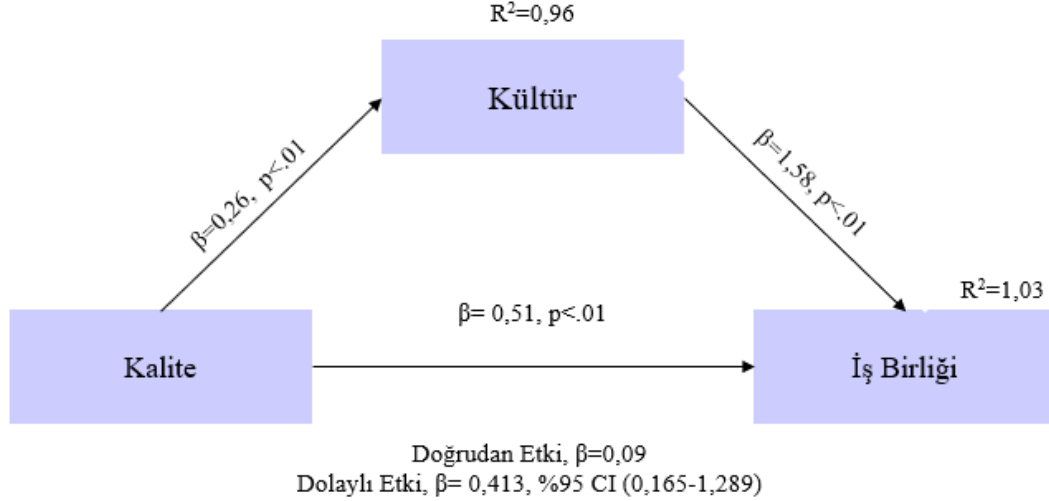 R²=0,96
Kültür
β=0,26, p<.01
β=1,58, p<.01
R²=1,03
β= 0,51, p<.01
Kalite
İş Birliği
Doğrudan Etki, β=0,09
Dolaylı Etki, β= 0,413, %95 CI (0,165-1,289)